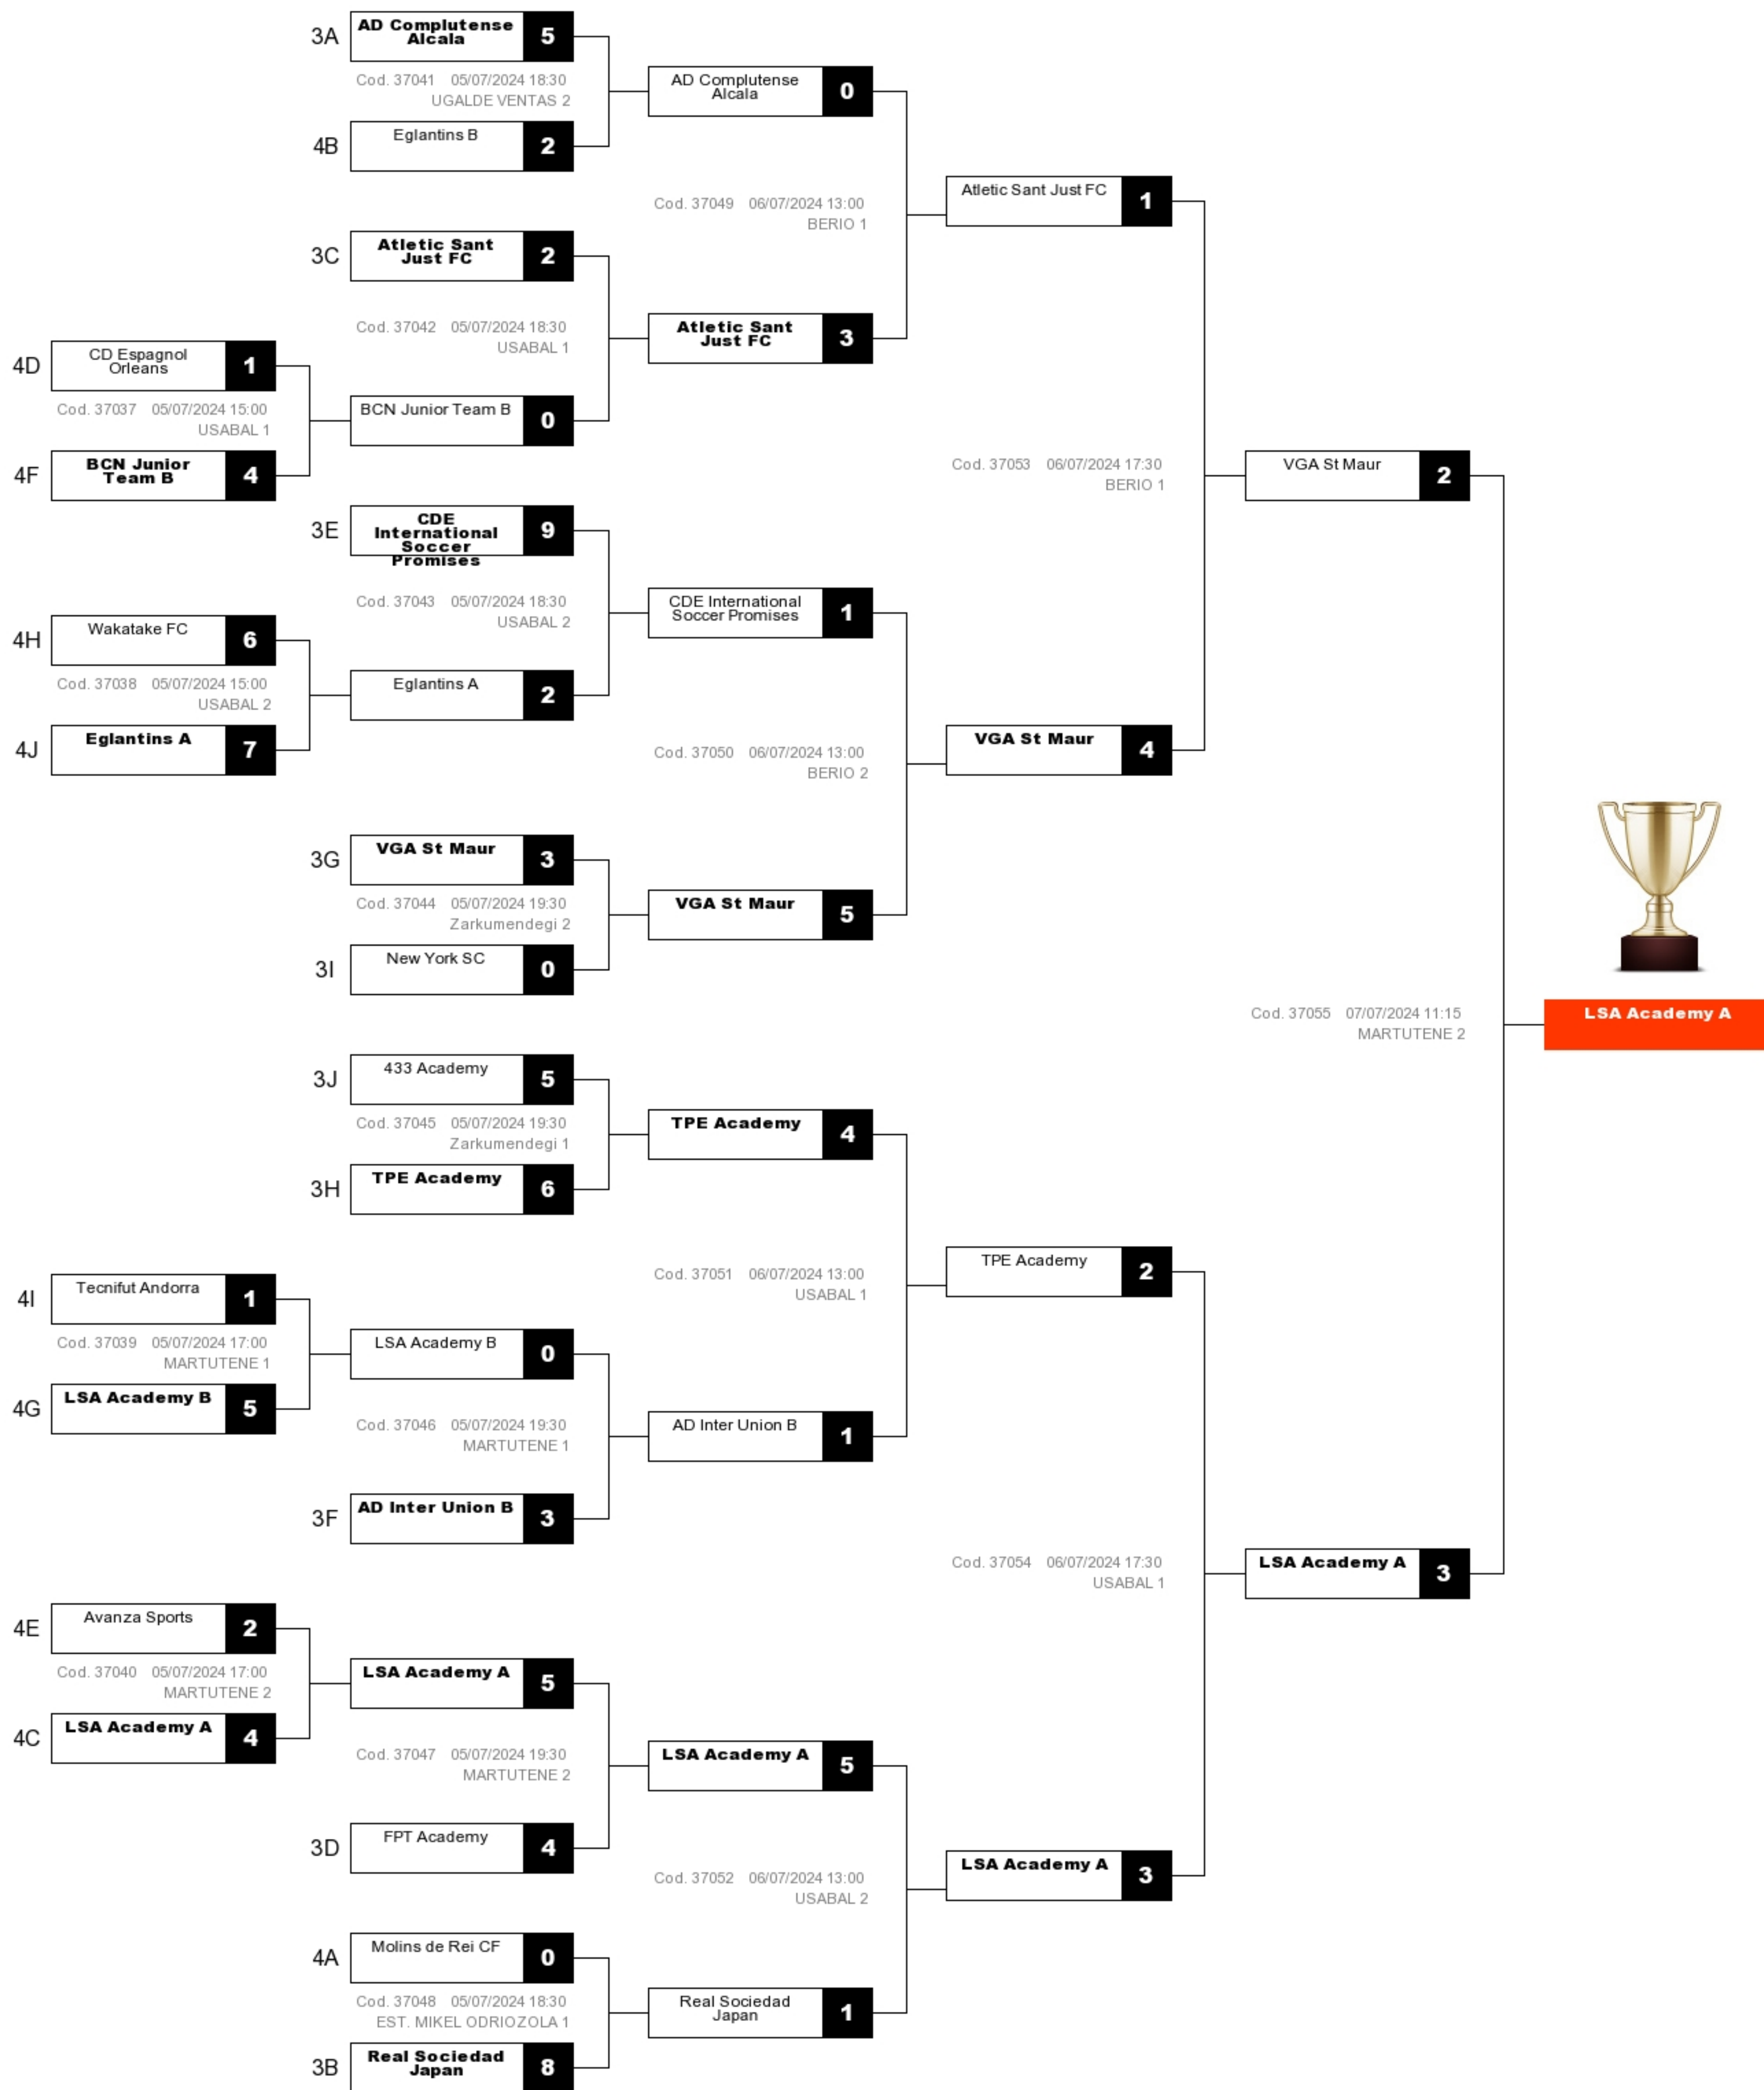 3A
AD Complutense
Alcala
5
Cod. 37041 05/07/2024 18:30
UGALDE VENTAS 2
4B
Eglantins B
2
AD Complutense
Alcala
0
Cod. 37049 06/07/2024 13:00
BERIO 1
3C
Atletic Sant
Just FC
2
Cod. 37042 05/07/2024 18:30
USABAL 1
Atletic Sant
Just FC
3
Atletic Sant Just FC
1
4D
CD Espagnol
Orleans
1
Cod. 37037 05/07/2024 15:00
USABAL 1
4F
BCN Junior
Team B
4
BCN Junior Team B
0
Cod. 37053 06/07/2024 17:30
BERIO 1
VGA St Maur
2
3E
CDE
International
Soccer
Promises
9
Cod. 37043 05/07/2024 18:30
USABAL 2
CDE International
Soccer Promises
1
4H
Wakatake FC
6
Cod. 37038 05/07/2024 15:00
USABAL 2
4J
Eglantins A
7
Eglantins A
2
Cod. 37050 06/07/2024 13:00
BERIO 2
VGA St Maur
4
3G
VGA St Maur
3
Cod. 37044 05/07/2024 19:30
Zarkumendegi 2
3I
New York SC
0
VGA St Maur
5
Cod. 37055 07/07/2024 11:15
MARTUTENE 2
LSA Academy A
3J
433 Academy
5
Cod. 37045 05/07/2024 19:30
Zarkumendegi 1
3H
TPE Academy
6
TPE Academy
4
Cod. 37051 06/07/2024 13:00
USABAL 1
TPE Academy
2
4I
Tecnifut Andorra
1
Cod. 37039 05/07/2024 17:00
MARTUTENE 1
4G
LSA Academy B
5
LSA Academy B
0
Cod. 37046 05/07/2024 19:30
MARTUTENE 1
3F
AD Inter Union B
3
AD Inter Union B
1
Cod. 37054 06/07/2024 17:30
USABAL 1
LSA Academy A
3
4E
Avanza Sports
2
Cod. 37040 05/07/2024 17:00
MARTUTENE 2
4C
LSA Academy A
4
LSA Academy A
5
Cod. 37047 05/07/2024 19:30
MARTUTENE 2
3D
FPT Academy
4
LSA Academy A
5
Cod. 37052 06/07/2024 13:00
USABAL 2
LSA Academy A
3
4A
Molins de Rei CF
0
Cod. 37048 05/07/2024 18:30
EST. MIKEL ODRIOZOLA 1
3B
Real Sociedad
Japan
8
Real Sociedad
Japan
1